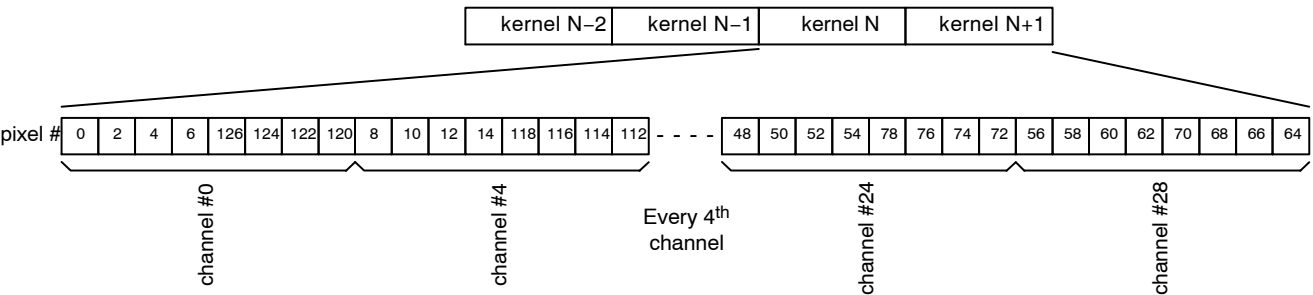 kernel N−2 kernel N−1 kernel N kernel N+1
pixel # 0 2 4 6 126 124 122 120 8 10 12 14 118 116 114 112 - - - - 48 50 52 54 78 76 74 72 56 58 60 62 70 68 66 64
channel #0
channel #4
Every 4th
channel
channel #24
channel #28